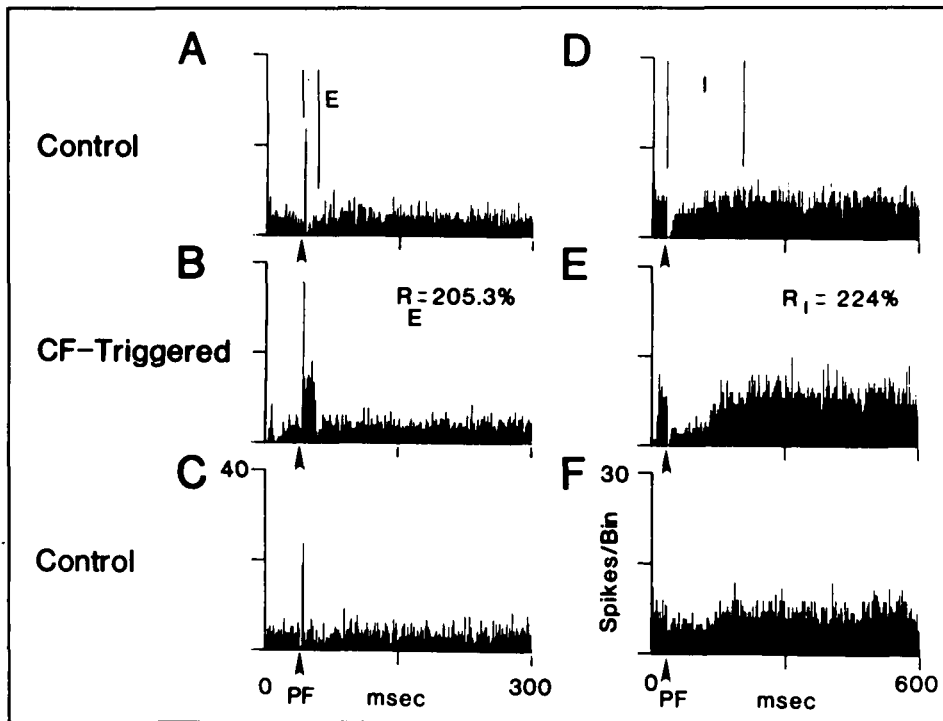 A
D
E
I
Control
B
E
R = 205.3%
E
R I = 224%
CF-Triggered
C
F
40
30
Control
Spikes/Bin
0 PF msec 300
0 PF msec 600